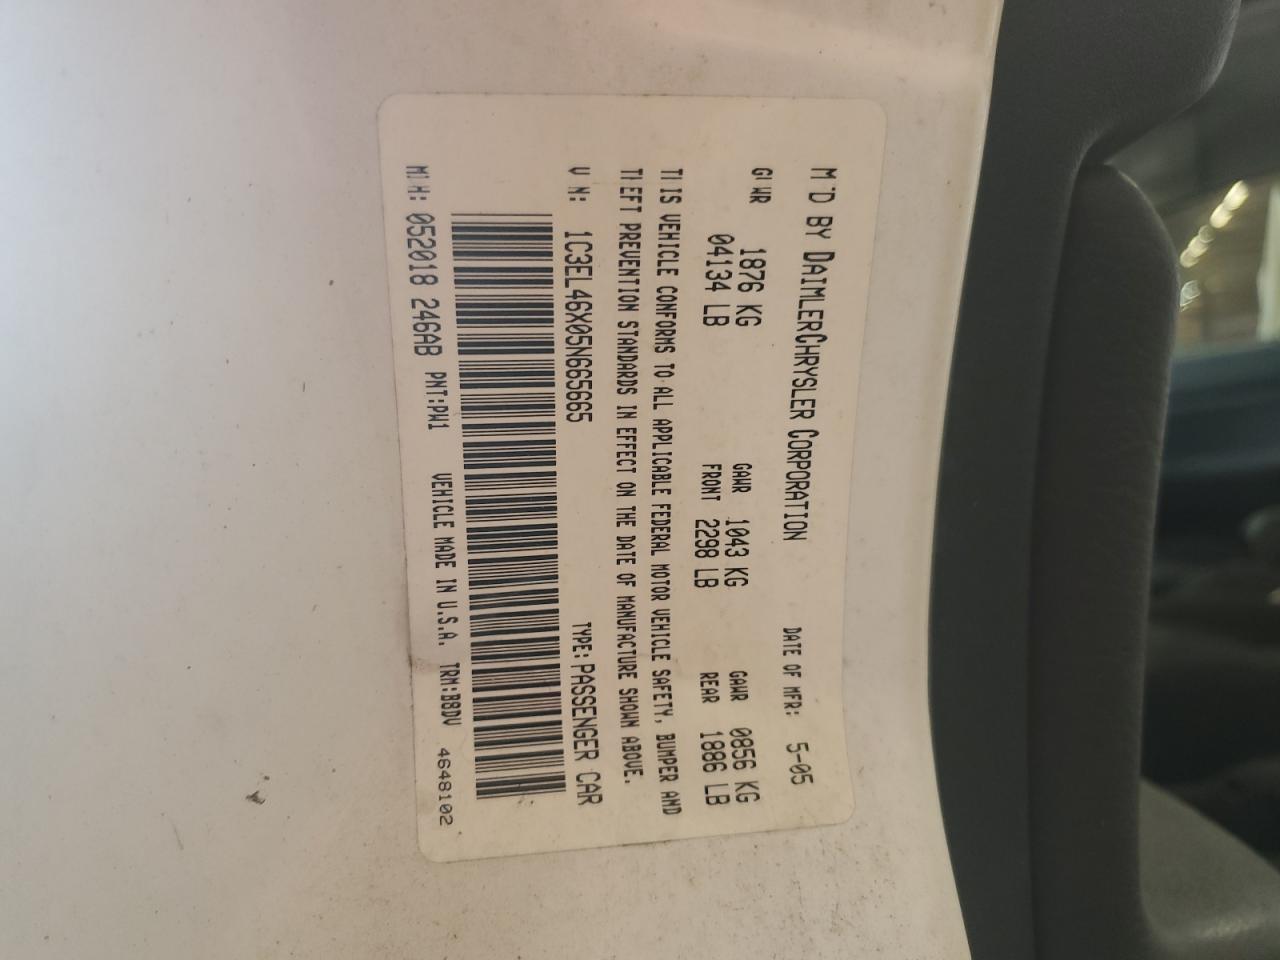 M'D BY DAIMLERCHRYSLER CORPORATION DATE OF MFR: 5-05
GVWR 1876 KG GAWR 1043 KG GAWR 0856 KG
04134 LB FRONT 2298 LB REAR 1886 LB
THIS VEHICLE CONFORMS TO ALL APPLICABLE FEDERAL MOTOR VEHICLE SAFETY, BUMPER AND
THEFT PREVENTION STANDARDS IN EFFECT ON THE DATE OF MANUFACTURE SHOWN ABOVE.
VIN: 1C3EL46X05N665665 TYPE: PASSENGER CAR
MDH: 052018 246AB PNT:PW1 VEHICLE MADE IN U.S.A. TRM:B8DV 4648102